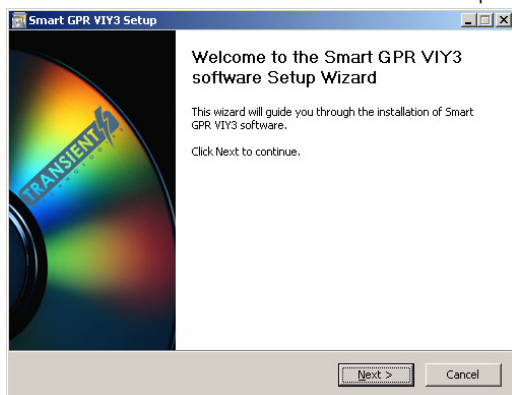 Smart GPR VIY3 Setup
Welcome to the Smart GPR VIY3
software Setup Wizard
This wizard will guide you through the installation of Smart
GPR VIY3 software.
Click Next to continue.
TRANSIENT
TECHNOLOGIES
Next >
Cancel